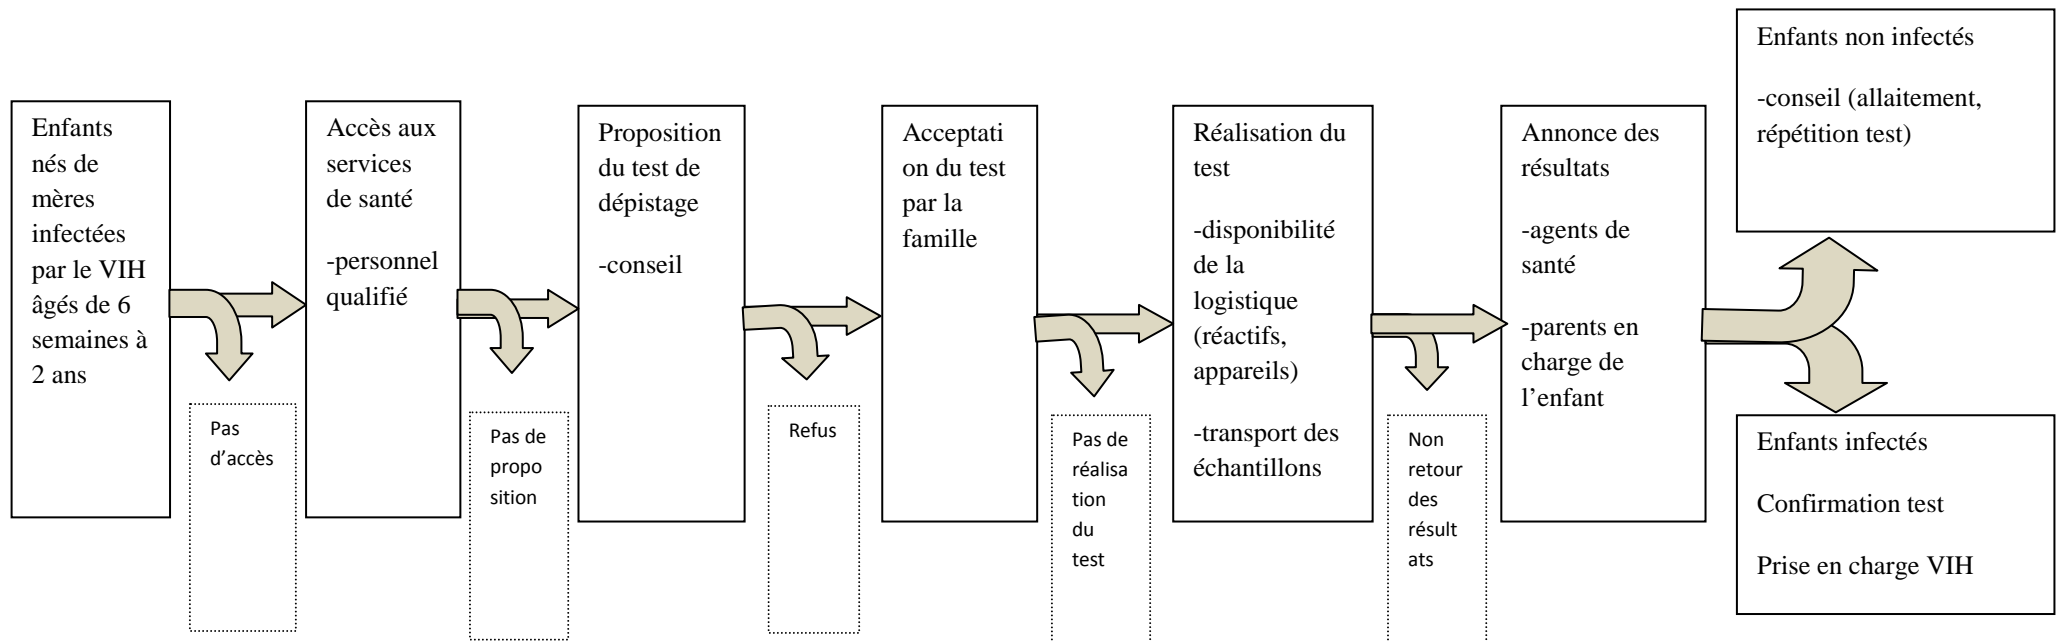 Enfants
nés de
mères
infectées
par le VIH
âgés de 6
semaines à
2 ans
Pas
d’accès
Accès aux
services
de santé
-personnel
qualifié
Pas de
propo
sition
Proposition
du test de
dépistage
-conseil
Refus
Acceptati
on du test
par la
famille
Pas de
réalisa
tion
du
test
Réalisation du
test
-disponibilité
de la
logistique
(réactifs,
appareils)
-transport des
échantillons
Non
retour
des
résult
ats
Annonce des
résultats
-agents de
santé
-parents en
charge de
l’enfant
Enfants non infectés
-conseil (allaitement,
répétition test)
Enfants infectés
Confirmation test
Prise en charge VIH